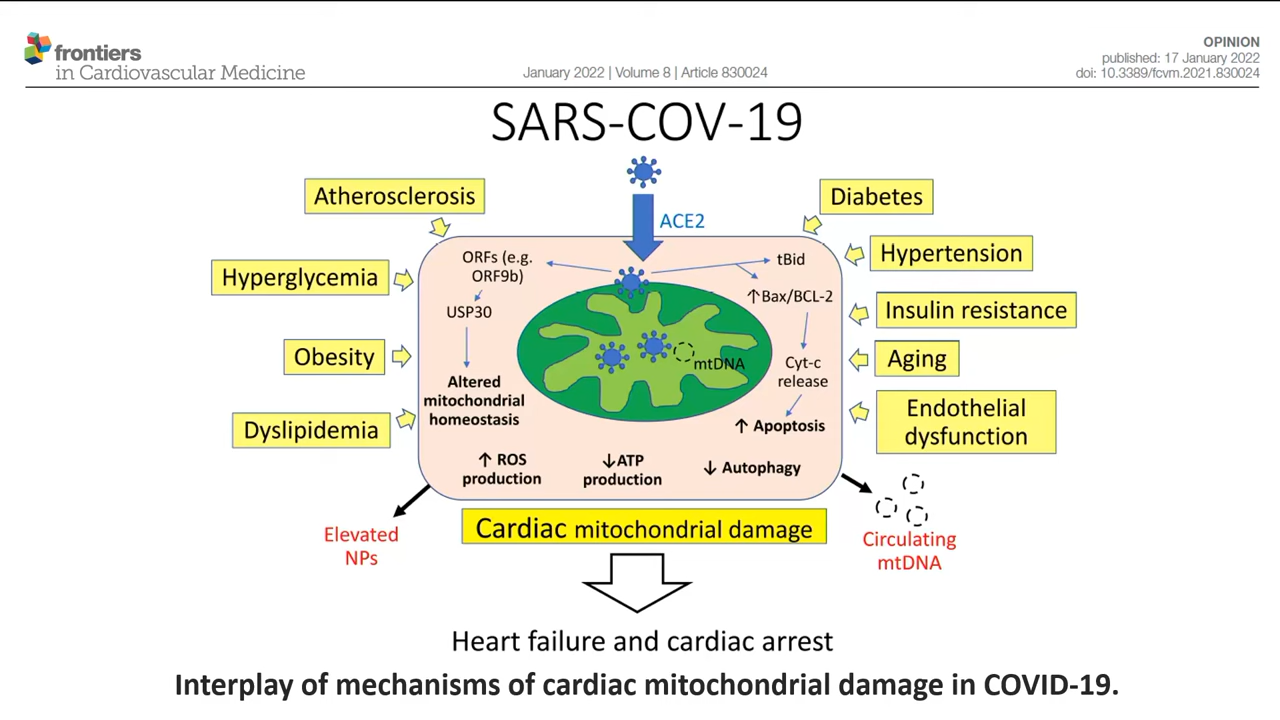 frontiers
in Cardiovascular Medicine
January 2022 | Volume 8 | Article 830024
OPINION
published: 17 January 2022
doi: 10.3389/fcvm.2021.830024
SARS-COV-19
Atherosclerosis
Hyperglycemia
Obesity
Dyslipidemia
ACE2
ORFs (e.g.
ORF9b)
USP30
Altered
mitochondrial
homeostasis
mtDNA
tBid
↑Bax/BCL-2
Cyt-c
release
↑ Apoptosis
↑ ROS
production
↓ATP
production
↓ Autophagy
Diabetes
Hypertension
Insulin resistance
Aging
Endothelial
dysfunction
Elevated
NPs
Cardiac mitochondrial damage
Circulating
mtDNA
Heart failure and cardiac arrest
Interplay of mechanisms of cardiac mitochondrial damage in COVID-19.